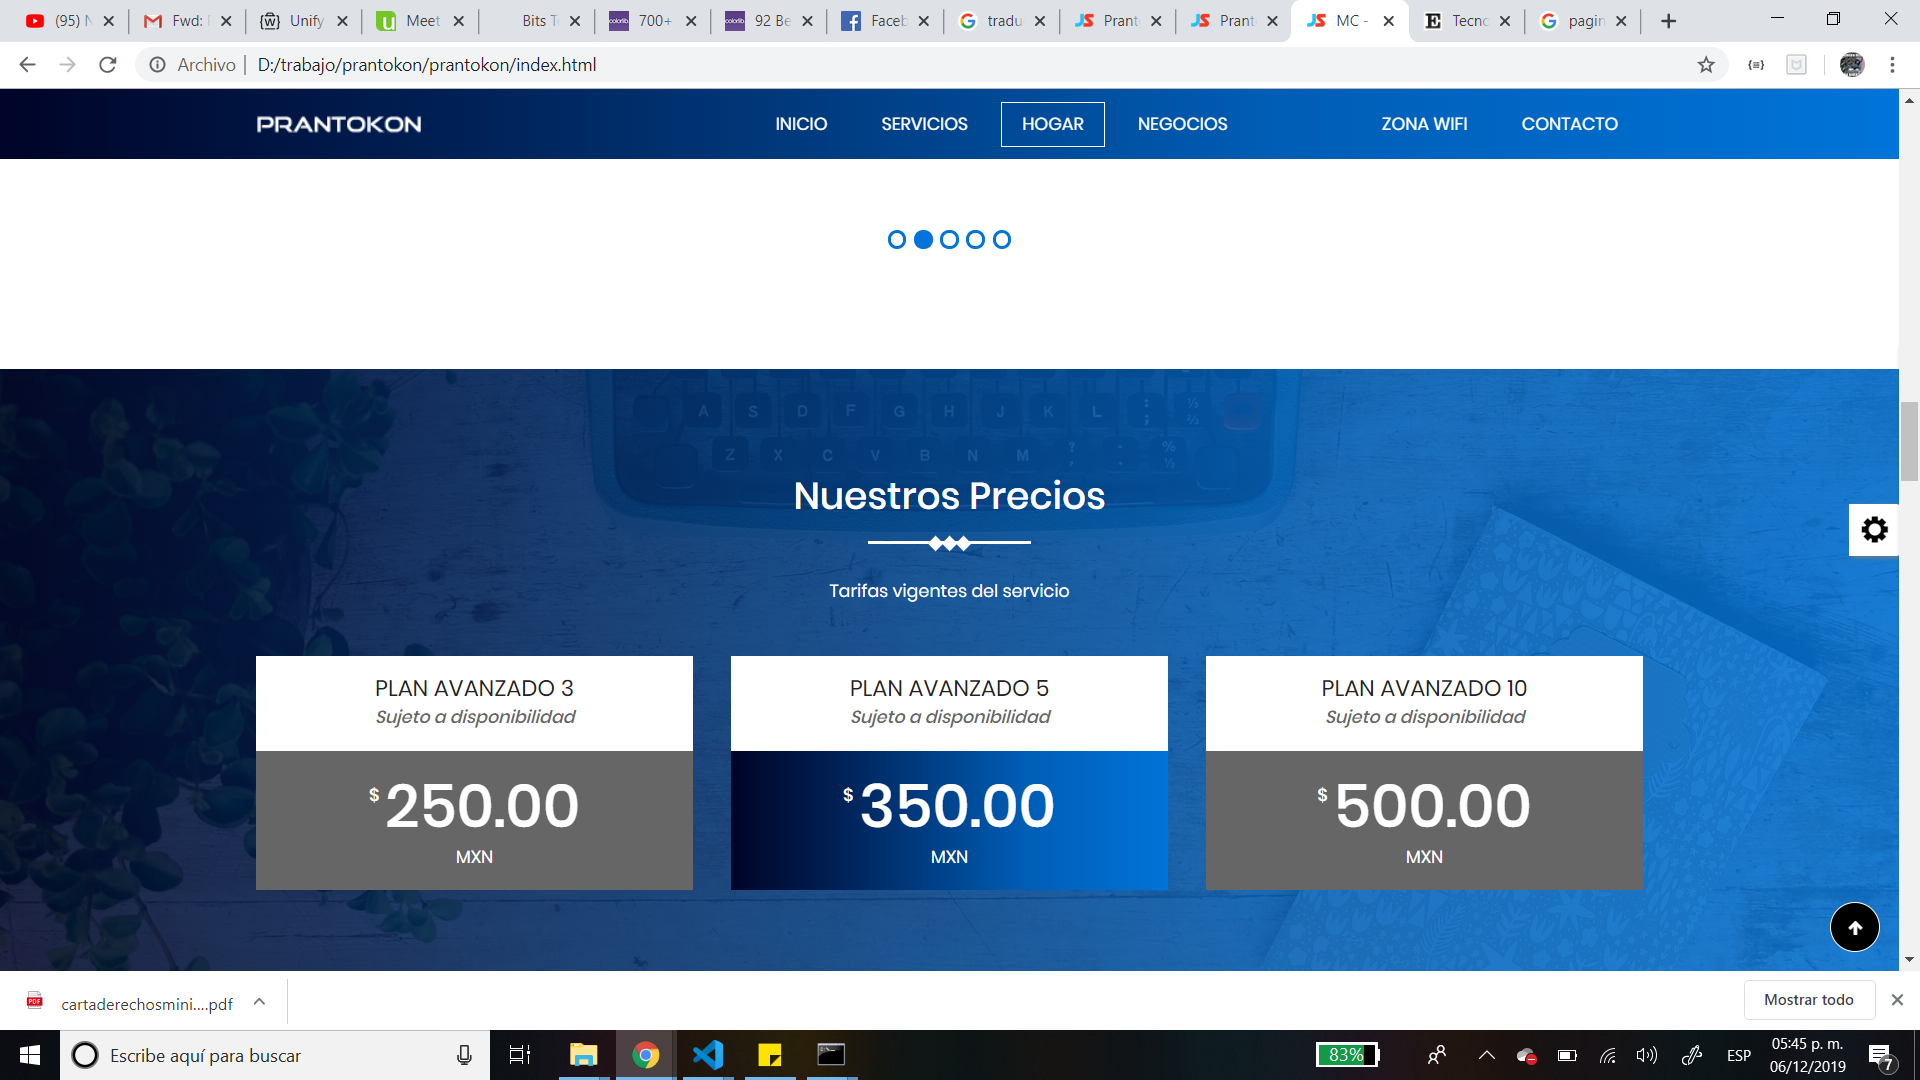 (95) N
Fwd: 
Unify
Meet
Bits T
700+
92 Be
Faceb
tradu
Prant
Prant
MC -
Tecno
pagin
Archivo | D:/trabajo/prantokon/prantokon/index.html
PRANTOKON
INICIO
SERVICIOS
HOGAR
NEGOCIOS
ZONA WIFI
CONTACTO
A S D F G H J K L
Z X C V B N M
Nuestros Precios
Tarifas vigentes del servicio
PLAN AVANZADO 3
Sujeto a disponibilidad
$ 250.00
MXN
PLAN AVANZADO 5
Sujeto a disponibilidad
$ 350.00
MXN
PLAN AVANZADO 10
Sujeto a disponibilidad
$ 500.00
MXN
PDF
cartaderechosmini....pdf
Mostrar todo
Escribe aquí para buscar
83%
ESP
05:45 p. m.
06/12/2019
7